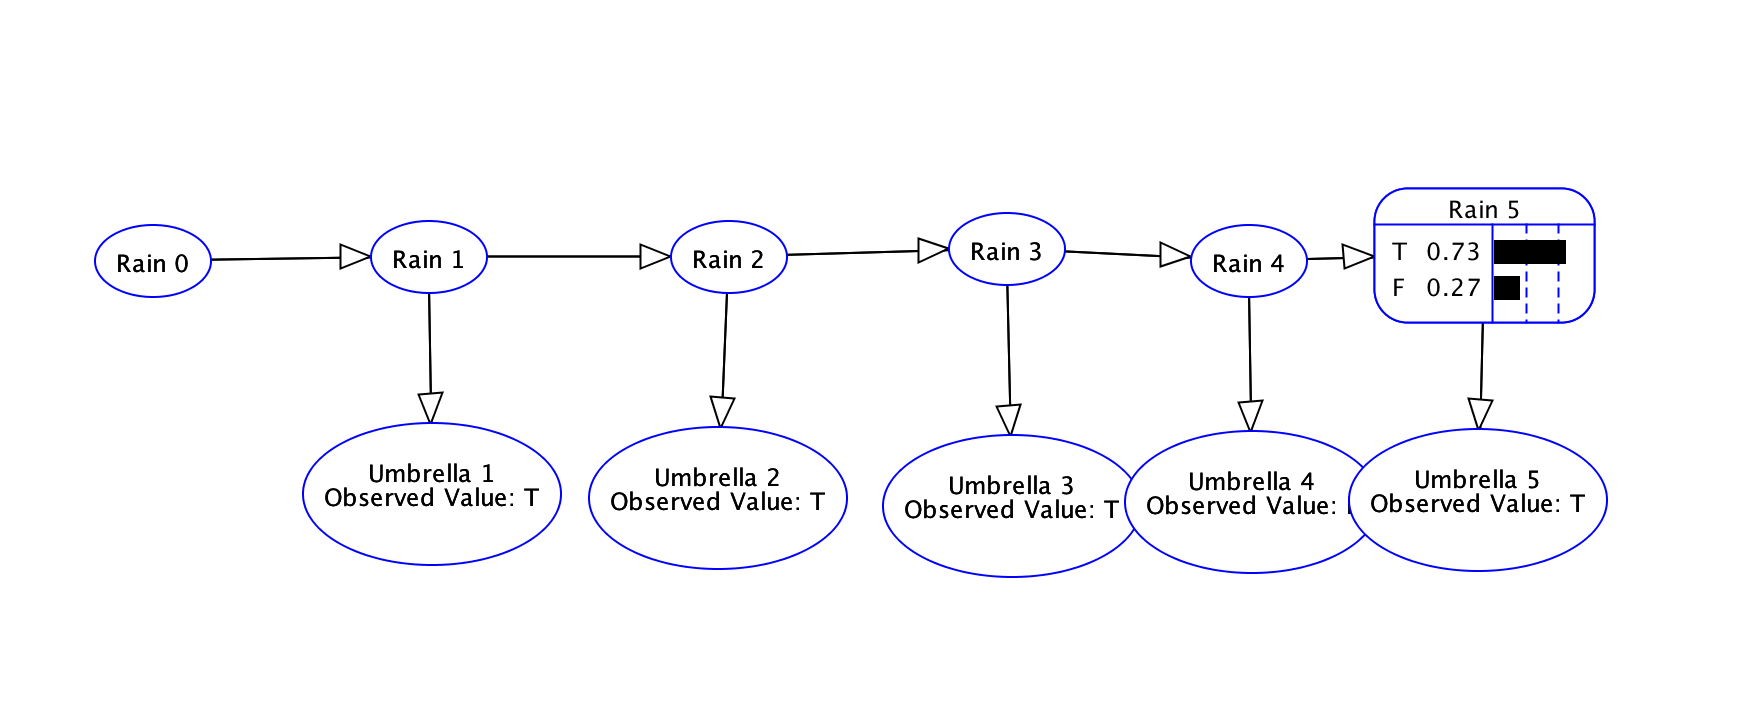 Rain 0
Rain 1
Rain 2
Rain 3
Rain 4
Rain 5
T 0.73
F 0.27
Umbrella 1
Observed Value: T
Umbrella 2
Observed Value: T
Umbrella 3
Observed Value: T
Umbrella 4
Observed Value:
Umbrella 5
Observed Value: T